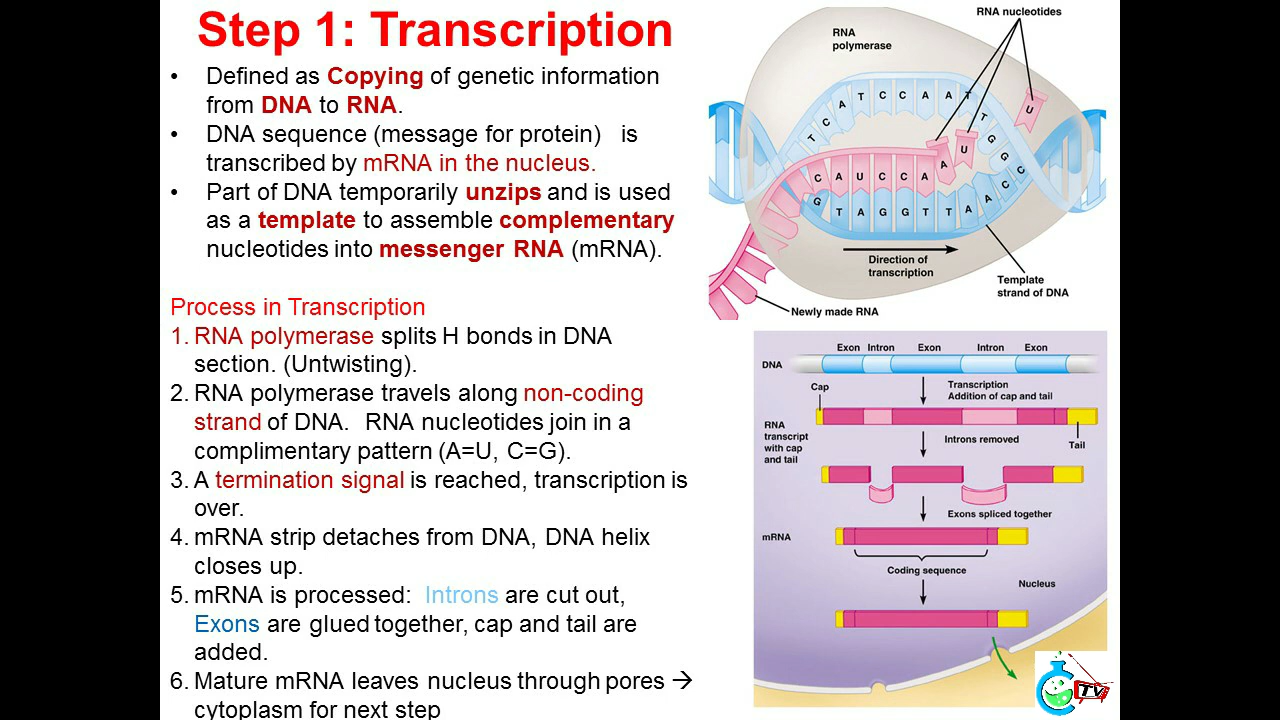 Step 1: Transcription
• Defined as Copying of genetic information
from DNA to RNA.
• DNA sequence (message for protein) is
transcribed by mRNA in the nucleus.
• Part of DNA temporarily unzips and is used
as a template to assemble complementary
nucleotides into messenger RNA (mRNA).
Process in Transcription
1. RNA polymerase splits H bonds in DNA
section. (Untwisting).
2. RNA polymerase travels along non-coding
strand of DNA. RNA nucleotides join in a
complimentary pattern (A=U, C=G).
3. A termination signal is reached, transcription is
over.
4. mRNA strip detaches from DNA, DNA helix
closes up.
5. mRNA is processed: Introns are cut out,
Exons are glued together, cap and tail are
added.
6. Mature mRNA leaves nucleus through pores →
cytoplasm for next step
RNA nucleotides
RNA
polymerase
T C A T C C A A T T G G
U
U
C A U C C A A
G T A G G T T A A C C
Direction of
transcription
Template
strand of DNA
Newly made RNA
Exon Intron Exon Intron Exon
DNA
Transcription
Addition of cap and tail
Cap
RNA
transcript
with cap
and tail
Introns removed
Tail
Exons spliced together
mRNA
Coding sequence
Nucleus
TV